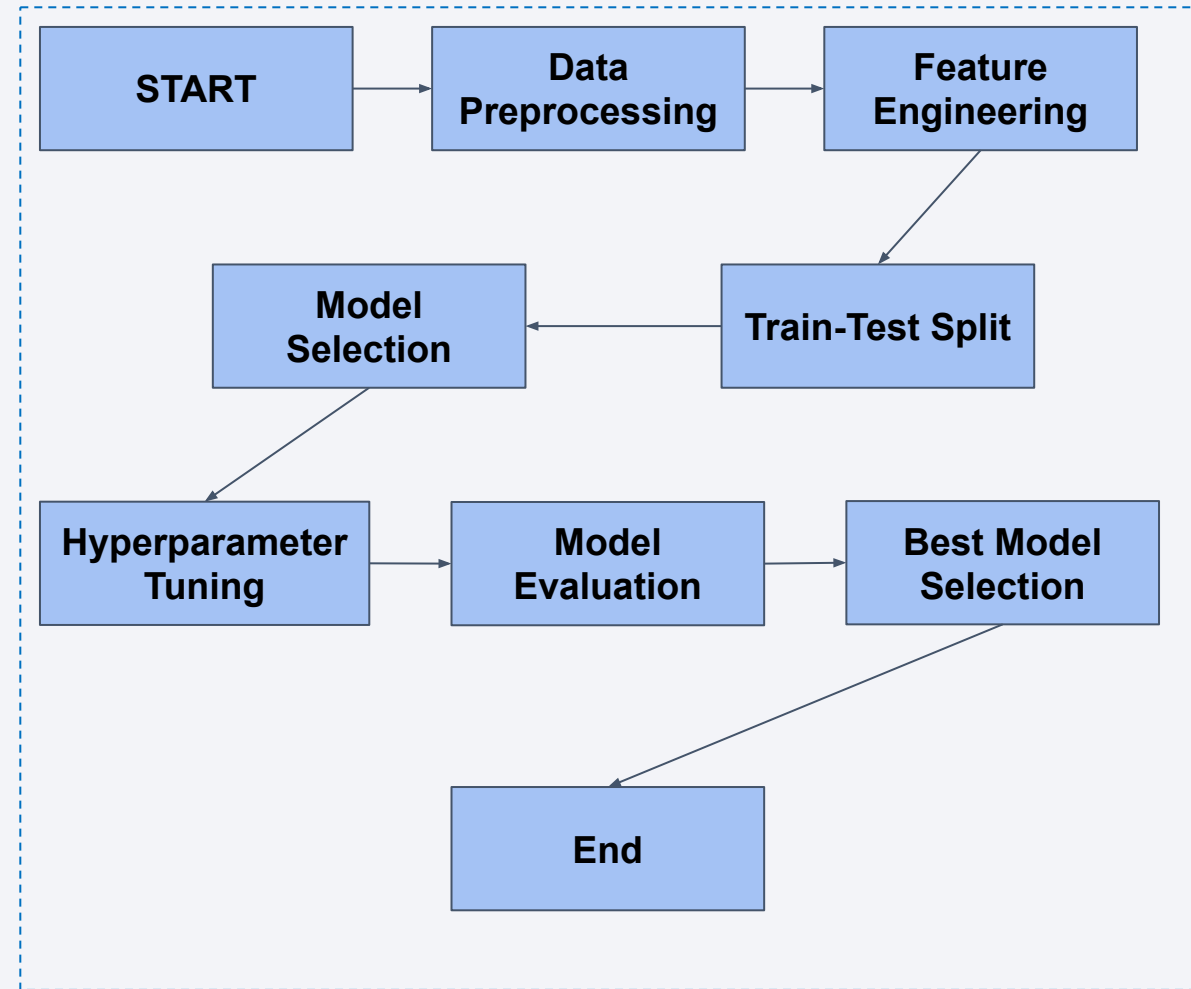 START
Data
Preprocessing
Feature
Engineering
Train-Test Split
Model
Selection
Hyperparameter
Tuning
Model
Evaluation
Best Model
Selection
End